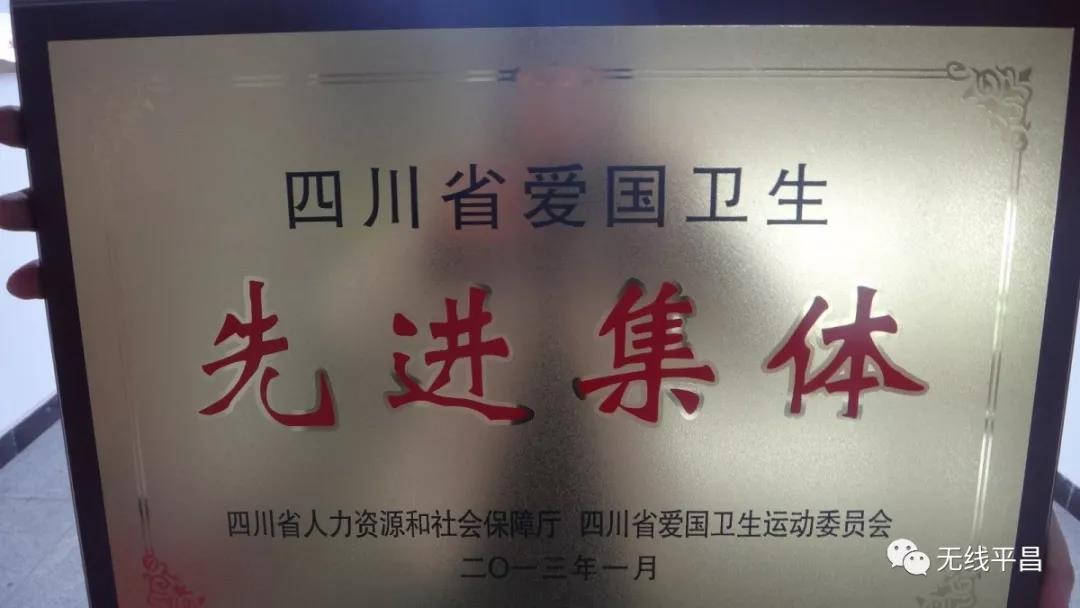 四川省爱国卫生
先进集体
四川省人力资源和社会保障厅 四川省爱国卫生运动委员会
二〇一三年一月
无线平昌